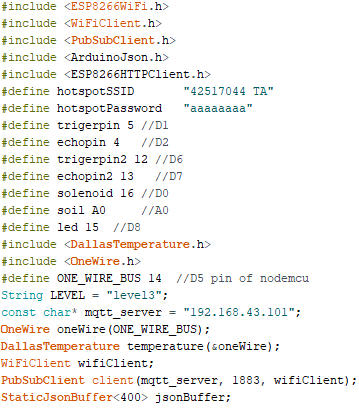 #include <ESP8266WiFi.h>
#include <WiFiClient.h>
#include <PubSubClient.h>
#include <ArduinoJson.h>
#include <ESP8266HTTPClient.h>
#define hotspotSSID "42517044 TA"
#define hotspotPassword "aaaaaaaa"
#define trigerpin 5 //D1
#define echopin 4 //D2
#define trigerpin2 12 //D6
#define echopin2 13 //D7
#define solenoid 16 //D0
#define soil A0 //A0
#define led 15 //D8
#include <DallasTemperature.h>
#include <OneWire.h>
#define ONE_WIRE_BUS 14 //D5 pin of nodemcu
String LEVEL = "level3";
const char* mqtt_server = "192.168.43.101";
OneWire oneWire(ONE_WIRE_BUS);
DallasTemperature temperature(&oneWire);
WiFiClient wifiClient;
PubSubClient client(mqtt_server, 1883, wifiClient);
StaticJsonBuffer<400> jsonBuffer;